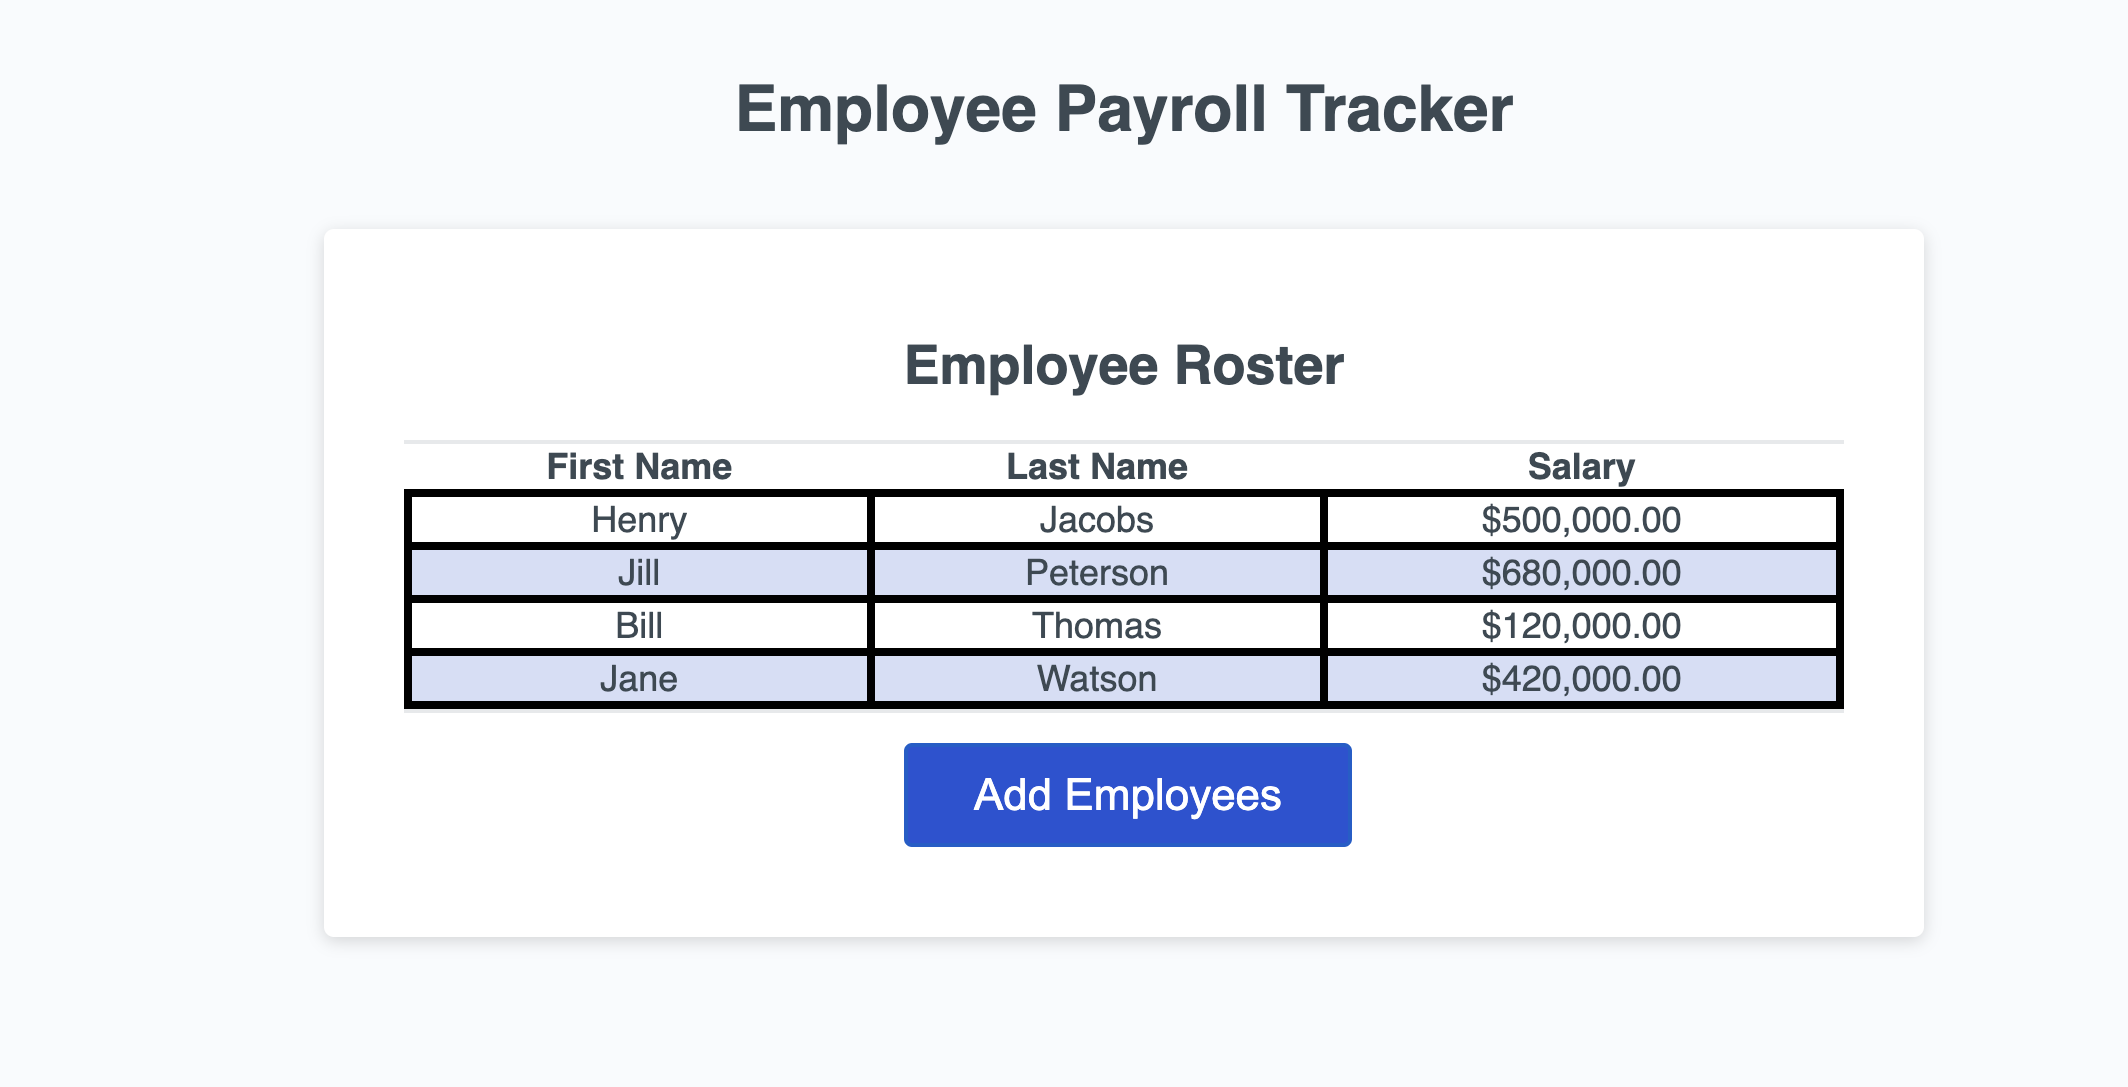 Employee Payroll Tracker
Employee Roster
First Name Last Name Salary
Henry Jacobs $500,000.00
Jill Peterson $680,000.00
Bill Thomas $120,000.00
Jane Watson $420,000.00
Add Employees